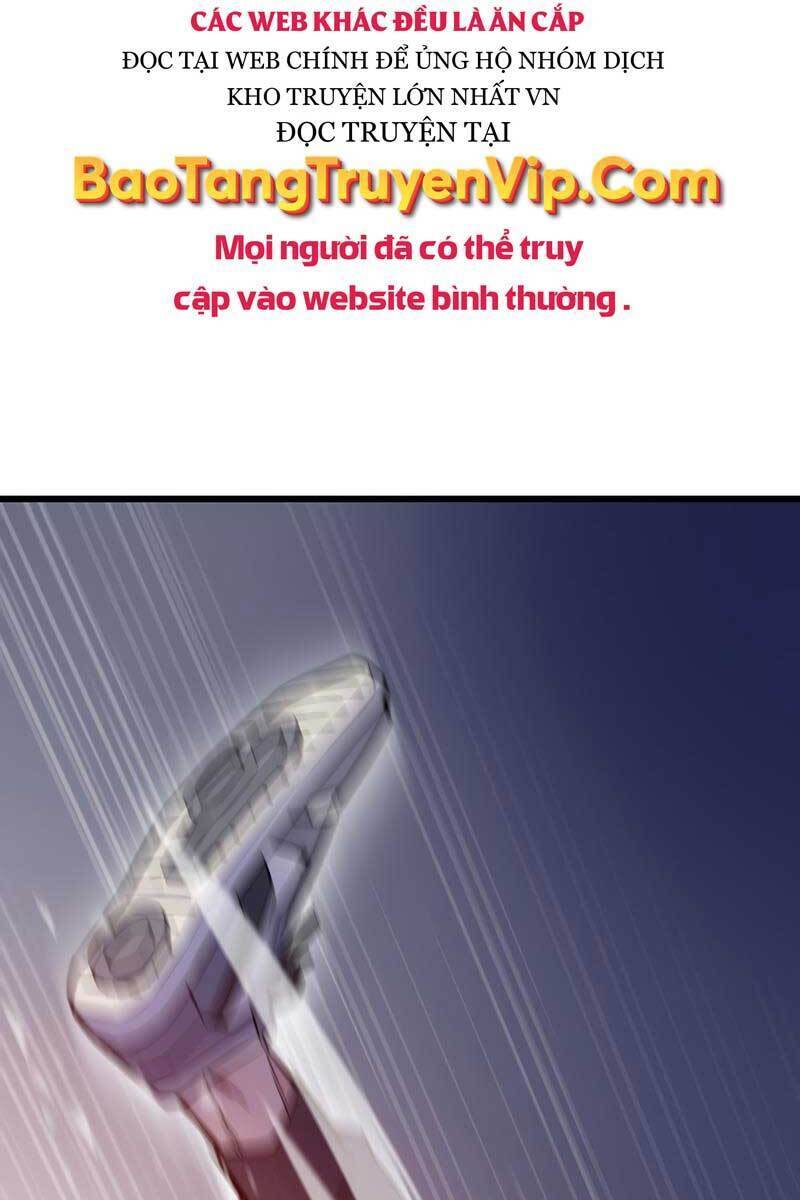 CÁC WEB KHÁC ĐỀU LÀ ĂN CẮP
ĐỌC TẠI WEB CHÍNH ĐỂ ỦNG HỘ NHÓM DỊCH
KHO TRUYỆN LỚN NHẤT VN
ĐỌC TRUYỆN TẠI
BaoTangTruyenVip.Com
Mọi người đã có thể truy
cập vào website bình thường .